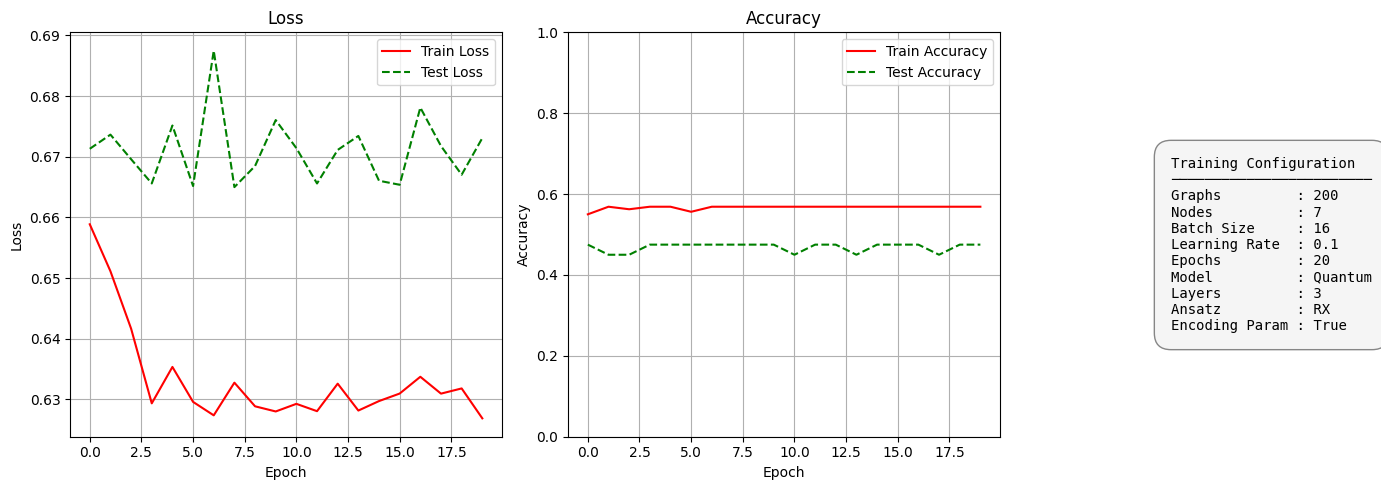 Loss
0.69
0.68
0.67
0.66
0.65
0.64
0.63
Loss
0.0 2.5 5.0 7.5 10.0 12.5 15.0 17.5
Epoch
Train Loss
Test Loss
Accuracy
1.0
0.8
0.6
0.4
0.2
0.0
Accuracy
0.0 2.5 5.0 7.5 10.0 12.5 15.0 17.5
Epoch
Train Accuracy
Test Accuracy
Training Configuration
Graphs : 200
Nodes : 7
Batch Size : 16
Learning Rate : 0.1
Epochs : 20
Model : Quantum
Layers : 3
Ansatz : RX
Encoding Param : True